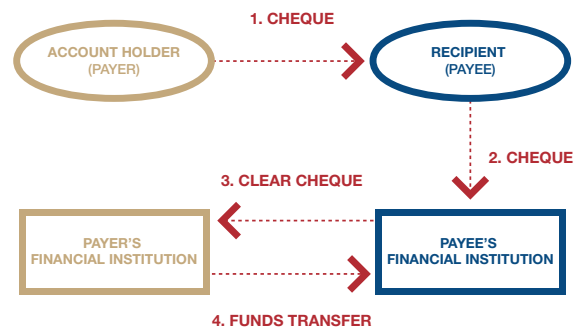 1. CHEQUE
ACCOUNT HOLDER
(PAYER)
RECIPIENT
(PAYEE)
2. CHEQUE
3. CLEAR CHEQUE
PAYER'S
FINANCIAL INSTITUTION
PAYEE'S
FINANCIAL INSTITUTION
4. FUNDS TRANSFER